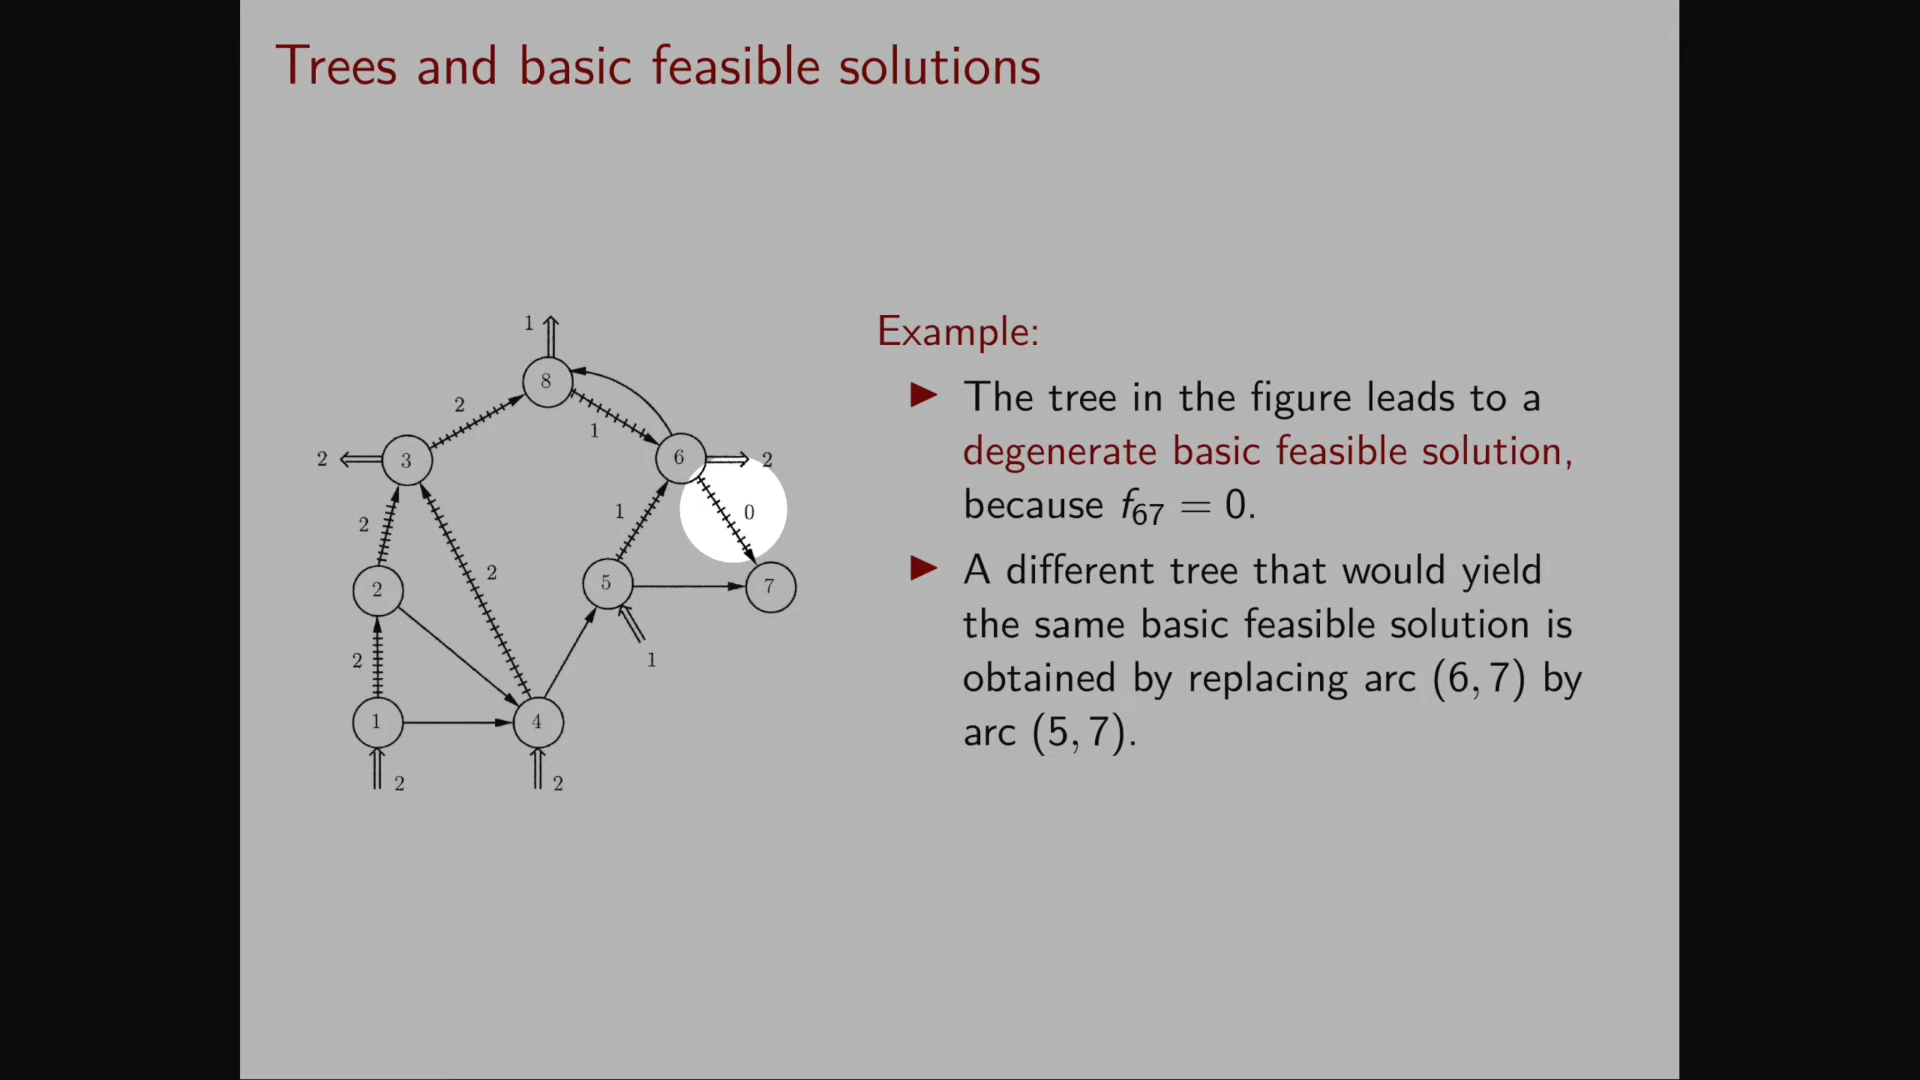 Trees and basic feasible solutions
1
8
2
1
2
3
6
2
2
1
0
2
5
7
2
2
1
1
4
2
2
Example:
▶ The tree in the figure leads to a
degenerate basic feasible solution,
because f₆₇ = 0.
▶ A different tree that would yield
the same basic feasible solution is
obtained by replacing arc (6, 7) by
arc (5, 7).